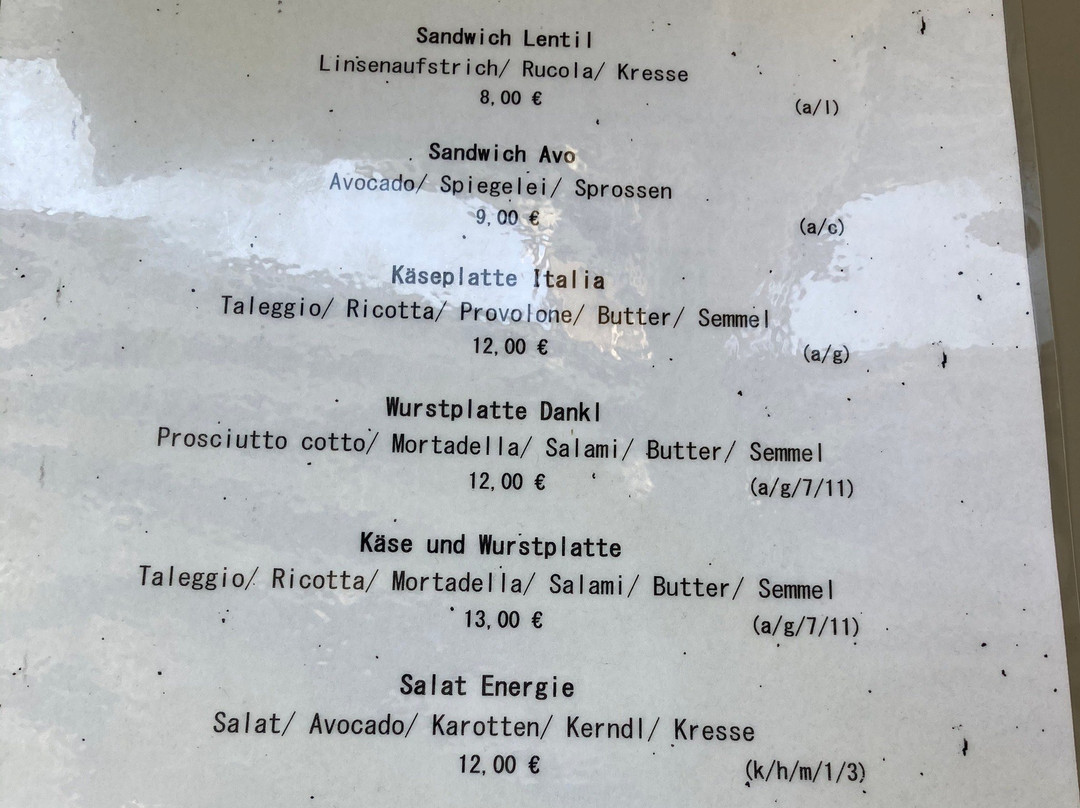 Sandwich Lentil
Linsenaufstrich/ Rucola/ Kresse
8,00 €
(a/l)
Sandwich Avo
Avocado/ Spiegelei/ Sprossen
9,00 €
(a/c)
Käseplatte Italia
Taleggio/ Ricotta/ Provolone/ Butter/ Semmel
12,00 €
(a/g)
Wurstplatte Dankl
Prosciutto cotto/ Mortadella/ Salami/ Butter/ Semmel
12,00 €
(a/g/7/11)
Käse und Wurstplatte
Taleggio/ Ricotta/ Mortadella/ Salami/ Butter/ Semmel
13,00 €
(a/g/7/11)
Salat Energie
Salat/ Avocado/ Karotten/ Kerndl/ Kresse
12,00 €
(k/h/m/1/3)